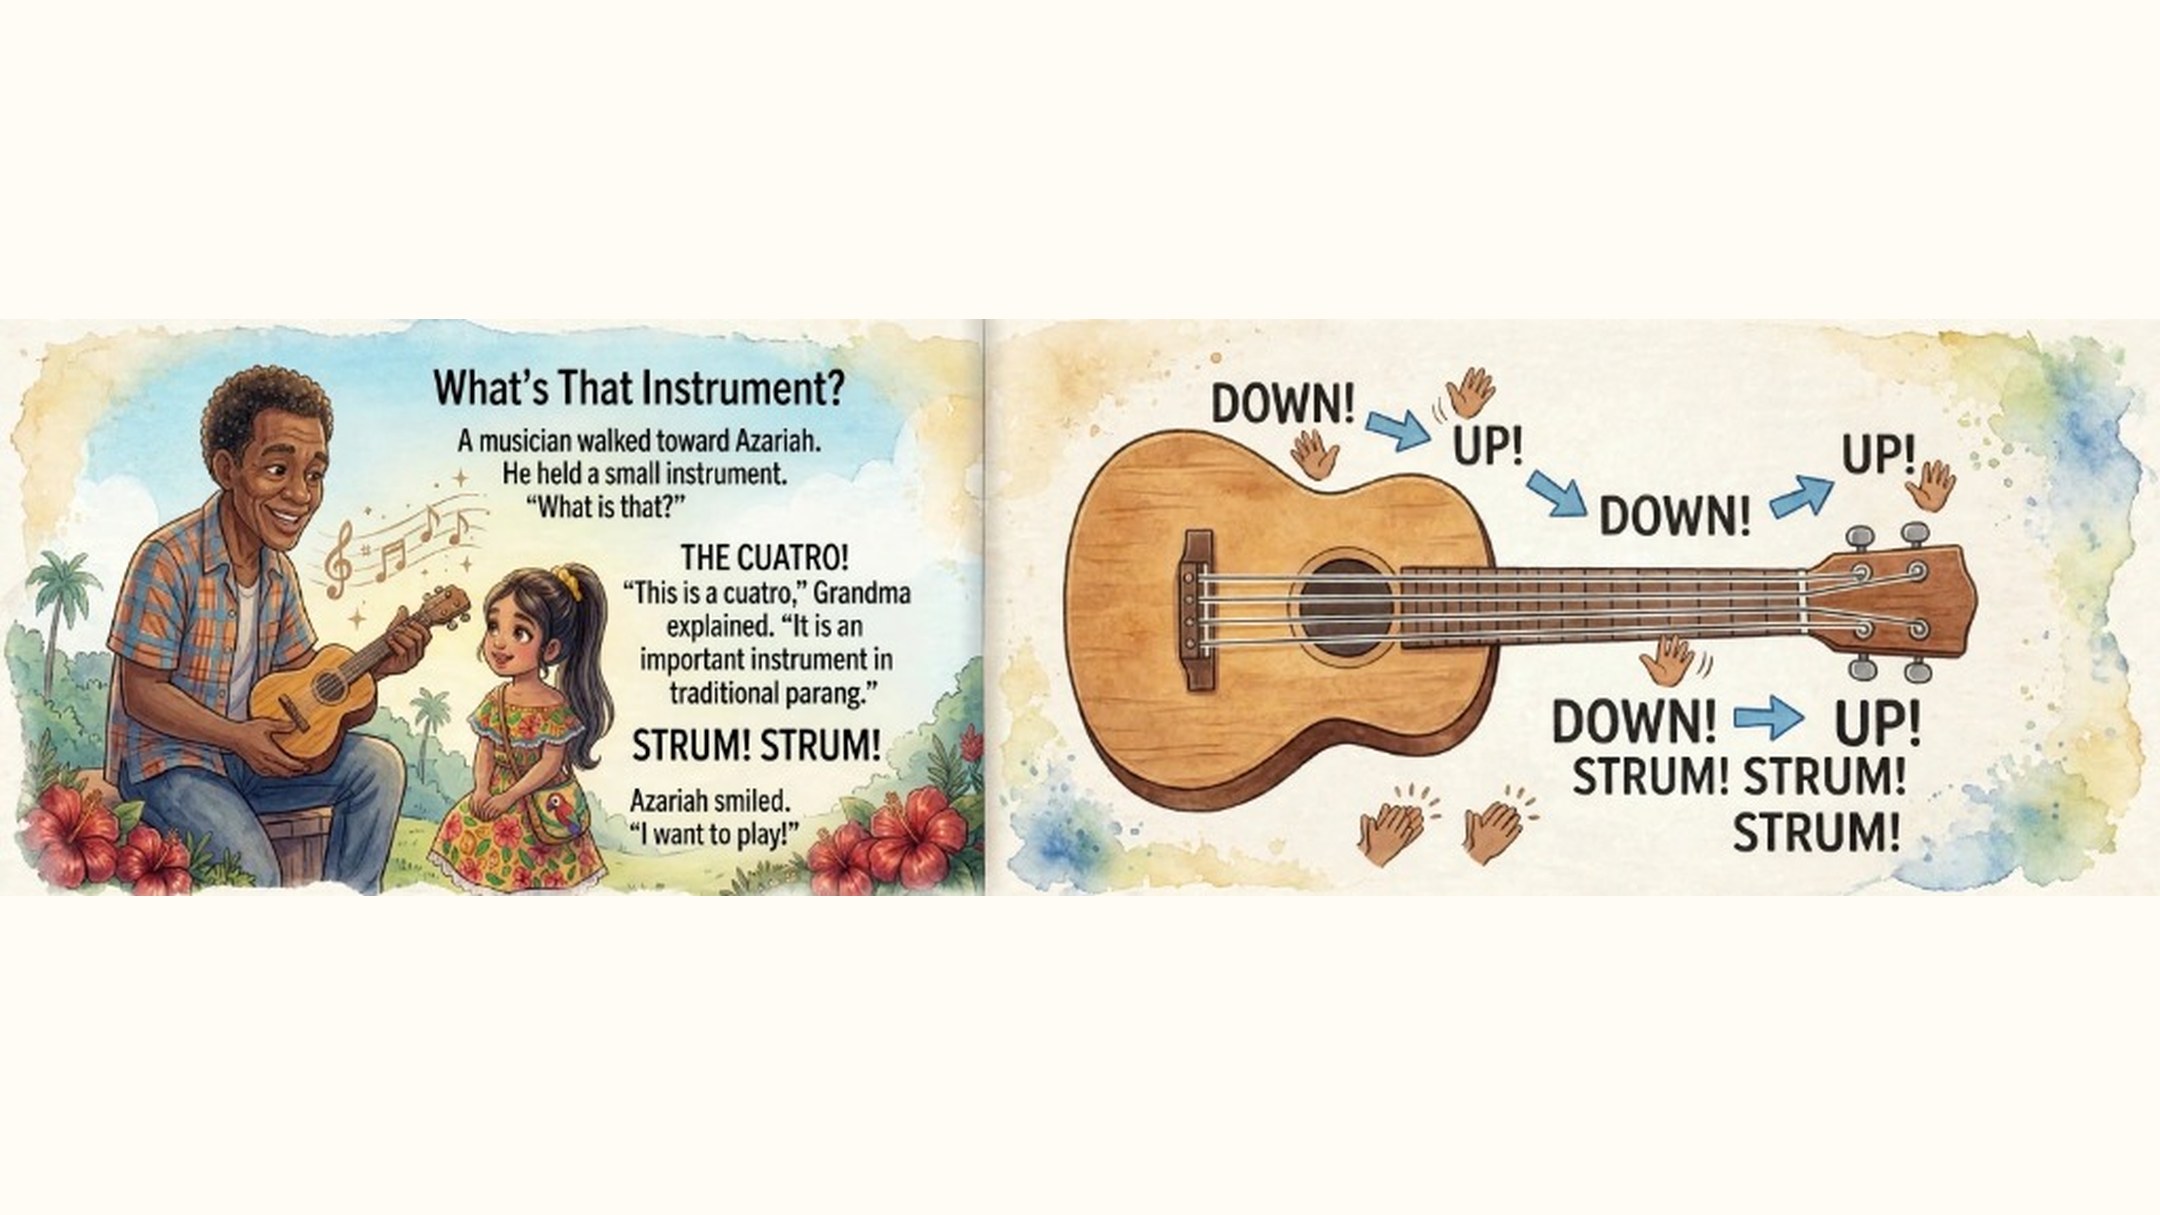 What's That Instrument?
A musician walked toward Azariah.
He held a small instrument.
“What is that?”
THE CUATRO!
“This is a cuatro,” Grandma
explained. “It is an
important instrument in
traditional parang.”
STRUM! STRUM!
Azariah smiled.
“I want to play!”
DOWN!
UP!
DOWN!
UP!
DOWN! UP!
STRUM! STRUM!
STRUM!